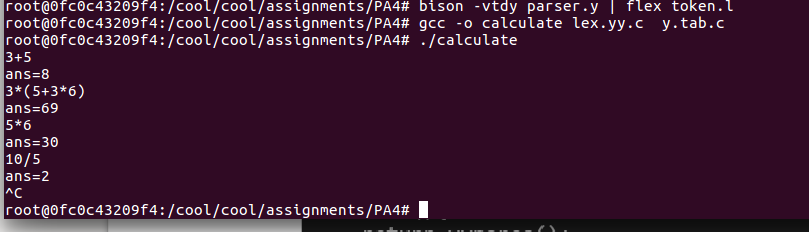 root@0fc0c43209f4:/cool/cool/assignments/PA4# bison -vtdy parser.y | flex token.l
root@0fc0c43209f4:/cool/cool/assignments/PA4# gcc -o calculate lex.yy.c  y.tab.c
root@0fc0c43209f4:/cool/cool/assignments/PA4# ./calculate
3+5
ans=8
3*(5+3*6)
ans=69
5*6
ans=30
10/5
ans=2
^C
root@0fc0c43209f4:/cool/cool/assignments/PA4#